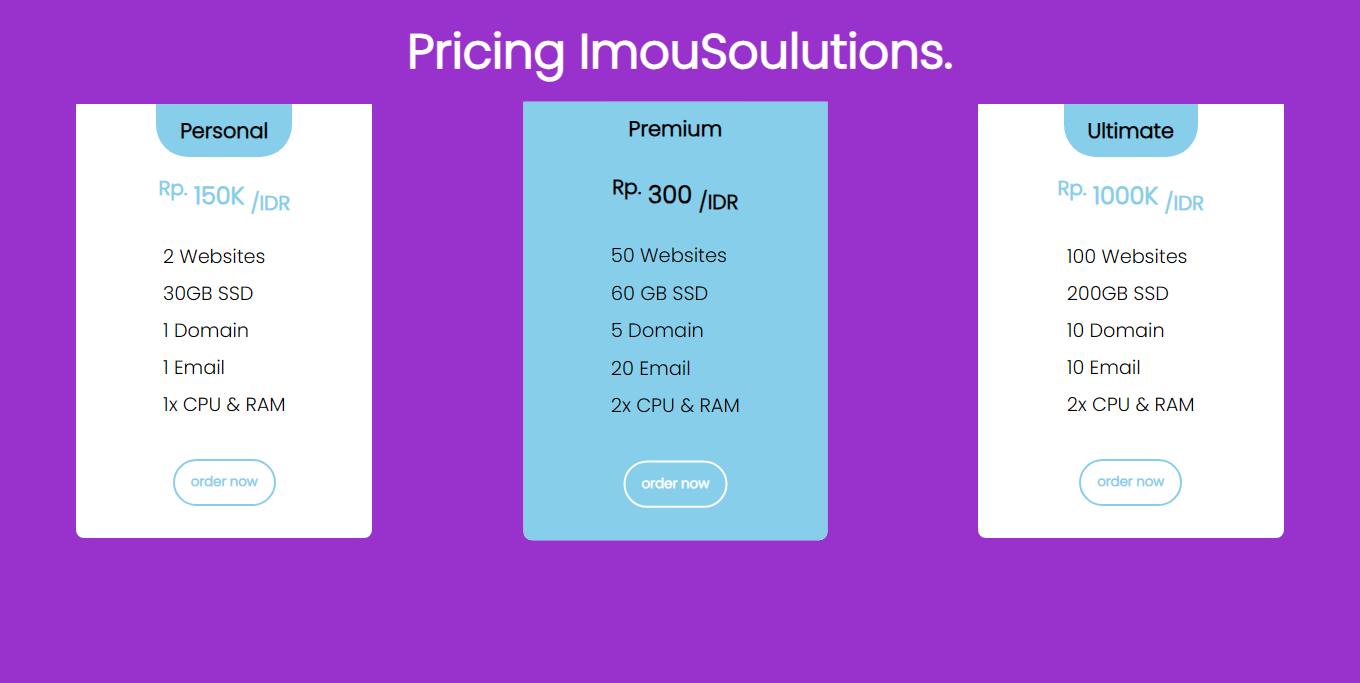 Pricing ImouSoulutions.
Personal
Rp. 150K /IDR
2 Websites
30GB SSD
1 Domain
1 Email
1x CPU & RAM
order now
Premium
Rp. 300 /IDR
50 Websites
60 GB SSD
5 Domain
20 Email
2x CPU & RAM
order now
Ultimate
Rp. 1000K /IDR
100 Websites
200GB SSD
10 Domain
10 Email
2x CPU & RAM
order now